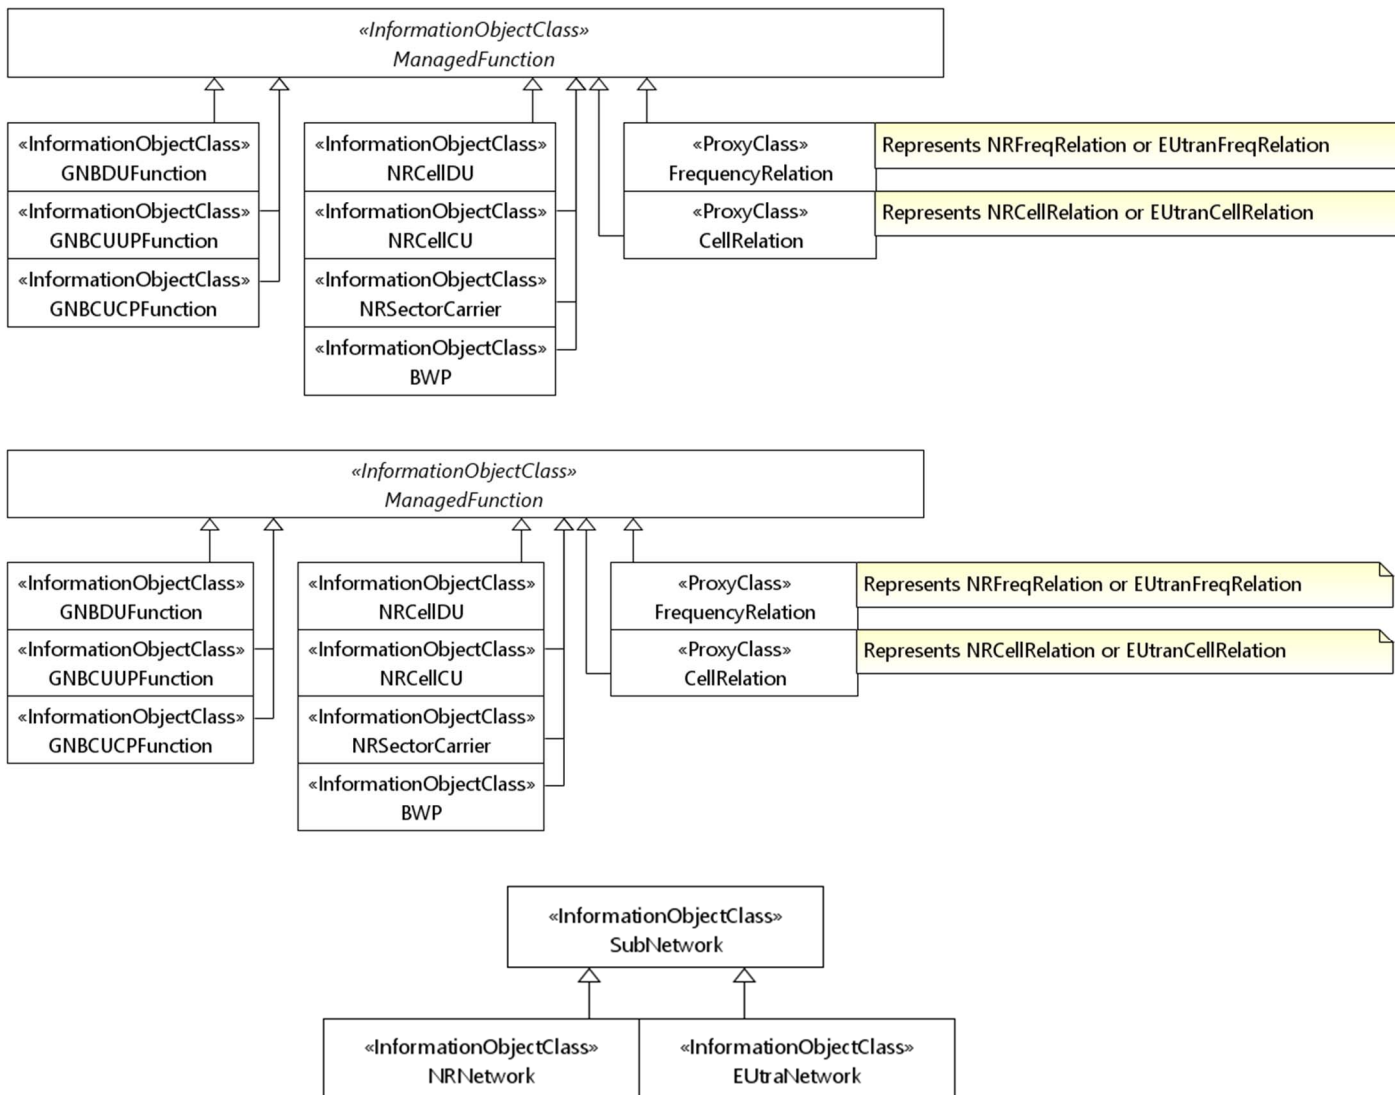 «InformationObjectClass»
ManagedFunction
«InformationObjectClass»
GNBDUFunction
«InformationObjectClass»
GNBCUUPFunction
«InformationObjectClass»
GNBCUCPFunction
«InformationObjectClass»
NRCellDU
«InformationObjectClass»
NRCellCU
«InformationObjectClass»
NRSectorCarrier
«InformationObjectClass»
BWP
«ProxyClass»
FrequencyRelation
Represents NRFreqRelation or EUtranFreqRelation
«ProxyClass»
CellRelation
Represents NRCellRelation or EUtranCellRelation
«InformationObjectClass»
ManagedFunction
«InformationObjectClass»
GNBDUFunction
«InformationObjectClass»
GNBCUUPFunction
«InformationObjectClass»
GNBCUCPFunction
«InformationObjectClass»
NRCellDU
«InformationObjectClass»
NRCellCU
«InformationObjectClass»
NRSectorCarrier
«InformationObjectClass»
BWP
«ProxyClass»
FrequencyRelation
Represents NRFreqRelation or EUtranFreqRelation
«ProxyClass»
CellRelation
Represents NRCellRelation or EUtranCellRelation
«InformationObjectClass»
SubNetwork
«InformationObjectClass»
NRNetwork
«InformationObjectClass»
EUtraNetwork